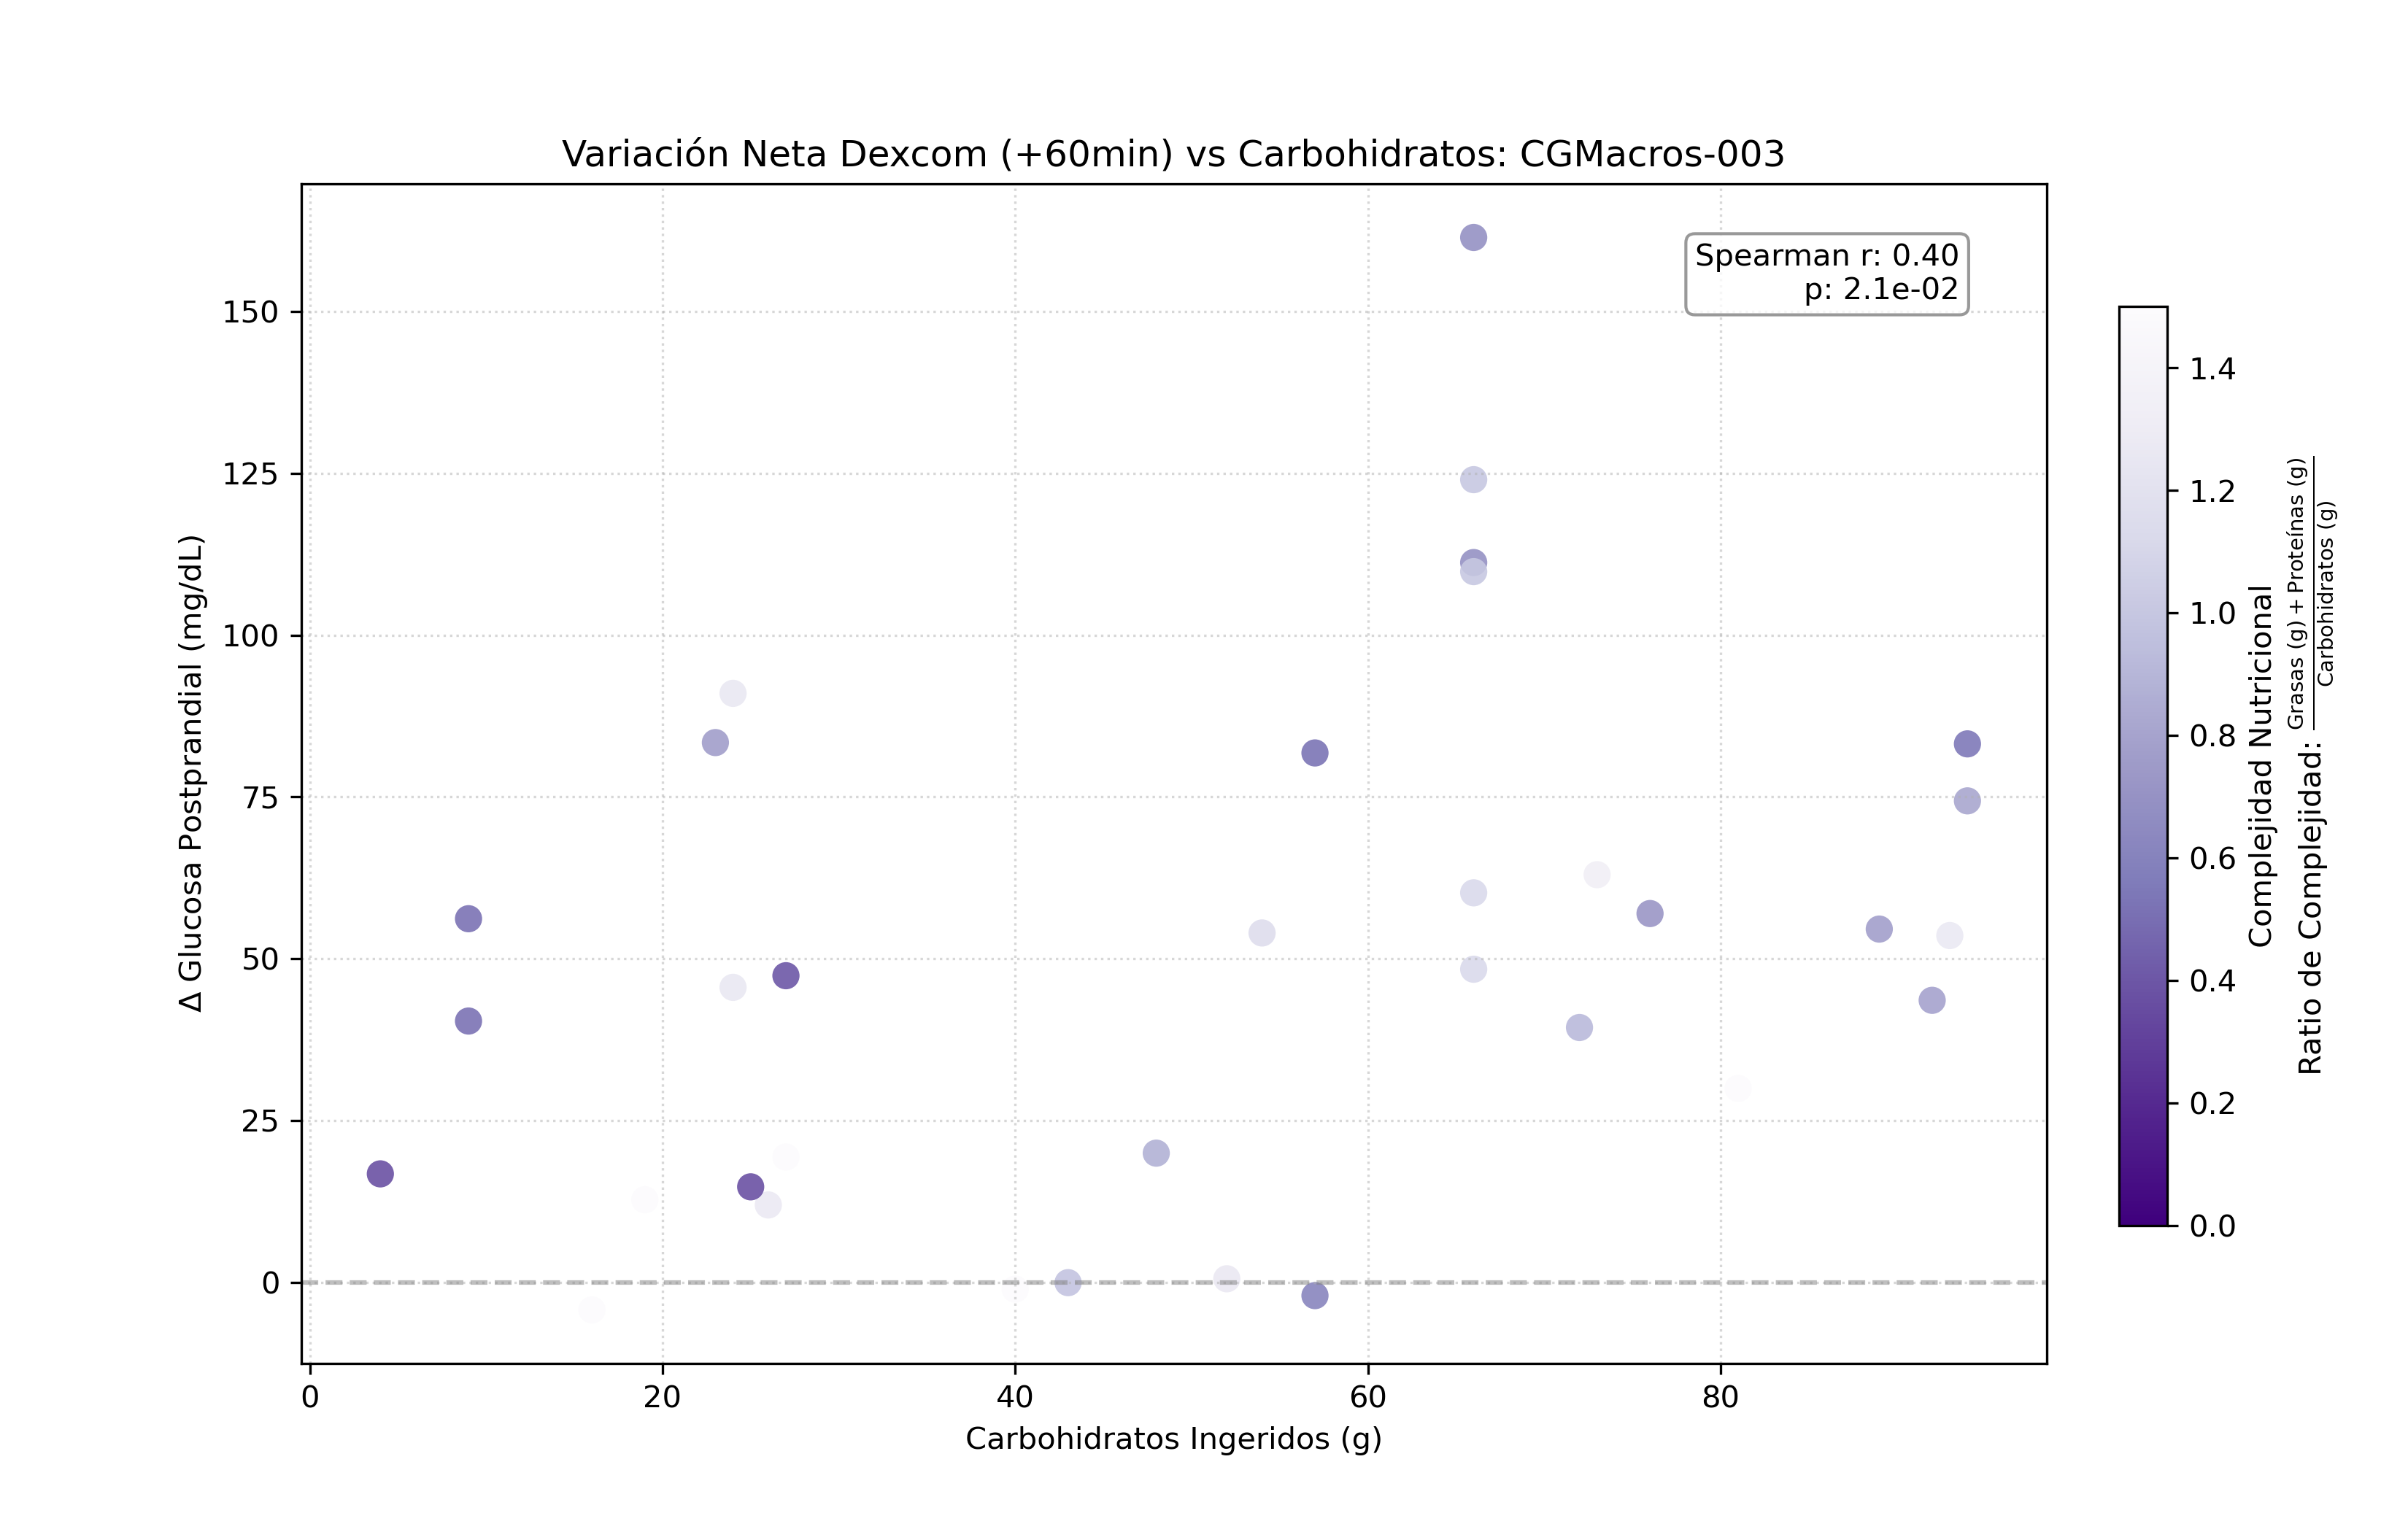 Variación Neta Dexcom (+60min) vs Carbohidratos: CGMacros-003
Spearman r: 0.40
p: 2.1e-02
Δ Glucosa Postprandial (mg/dL)
150
125
100
75
50
25
0
0
20
40
60
80
Carbohidratos Ingeridos (g)
1.4
1.2
1.0
0.8
0.6
0.4
0.2
0.0
Complejidad Nutricional
Ratio de Complejidad: Grasas (g) + Proteínas (g)
Carbohidratos (g)